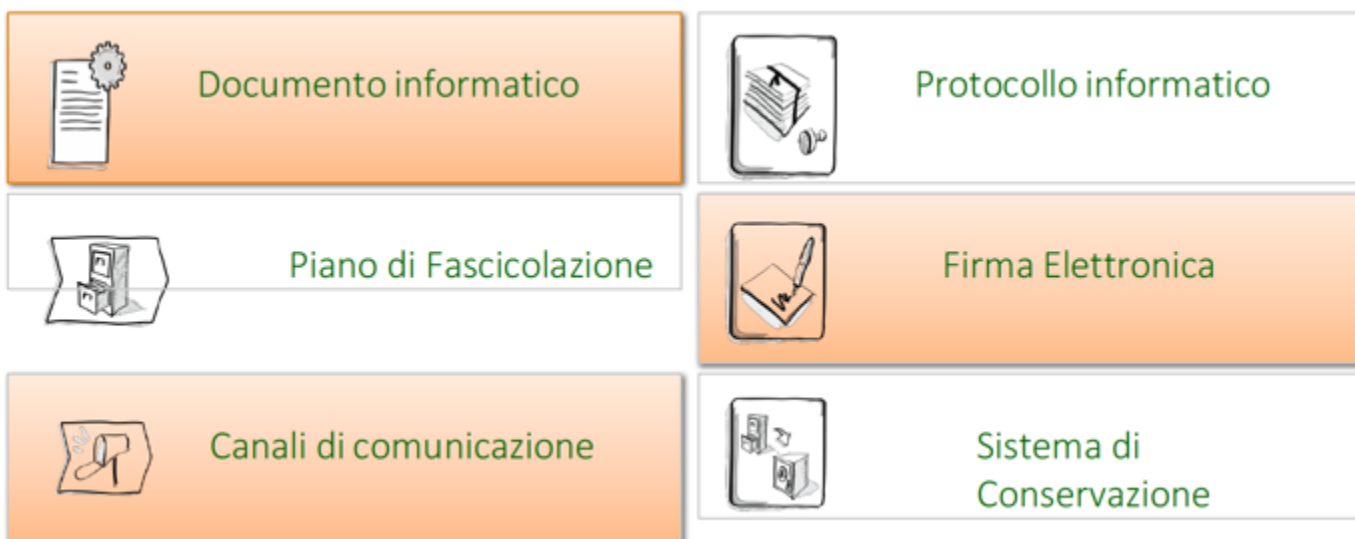 Documento informatico
Protocollo informatico
Piano di Fascicolazione
Firma Elettronica
Canali di comunicazione
Sistema di
Conservazione